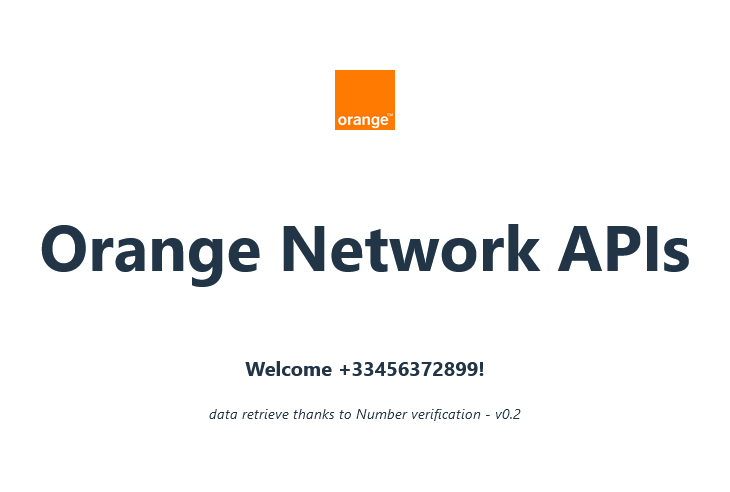 orange™
Orange Network APIs
Welcome +33456372899!
data retrieve thanks to Number verification - v0.2